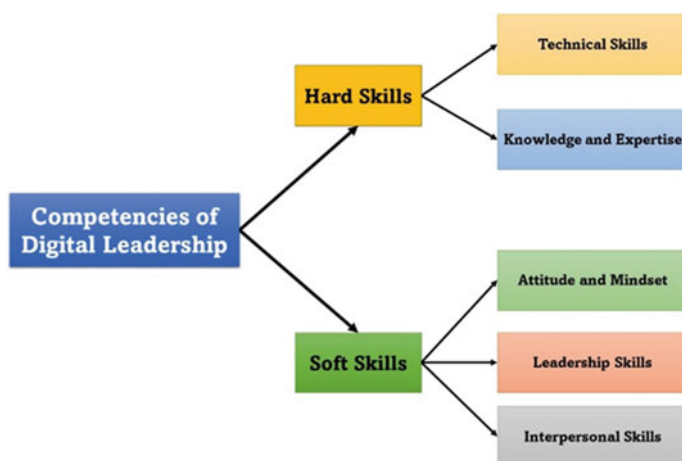 Competencies of
Digital Leadership
Hard Skills
Technical Skills
Knowledge and Expertise
Soft Skills
Attitude and Mindset
Leadership Skills
Interpersonal Skills